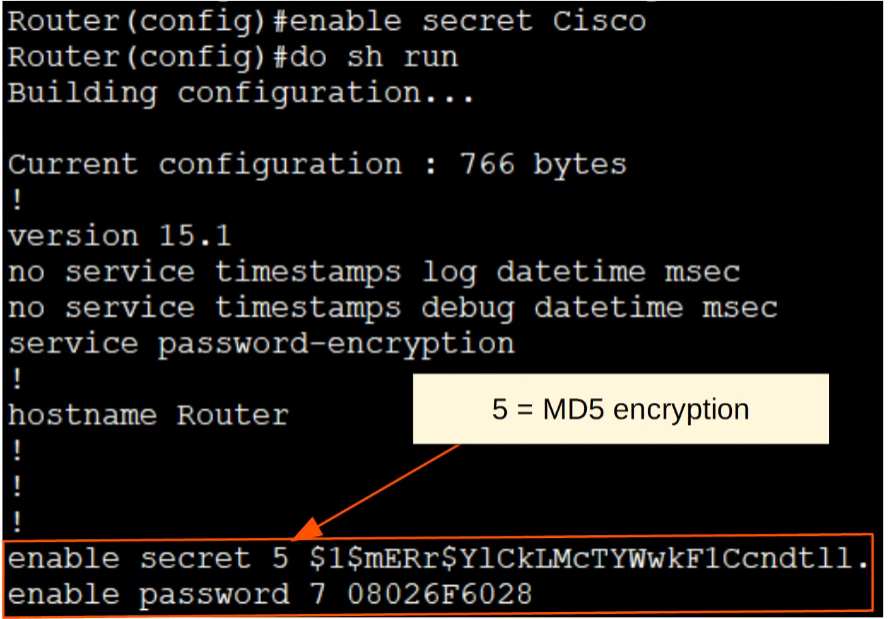 Router(config)#enable secret Cisco
Router(config)#do sh run
Building configuration...
Current configuration : 766 bytes
!
version 15.1
no service timestamps log datetime msec
no service timestamps debug datetime msec
service password-encryption
!
hostname Router
5 = MD5 encryption
!
!
!
enable secret 5 $1$mERr$YlCkLMcTYWwkF1Ccndtll.
enable password 7 08026F6028